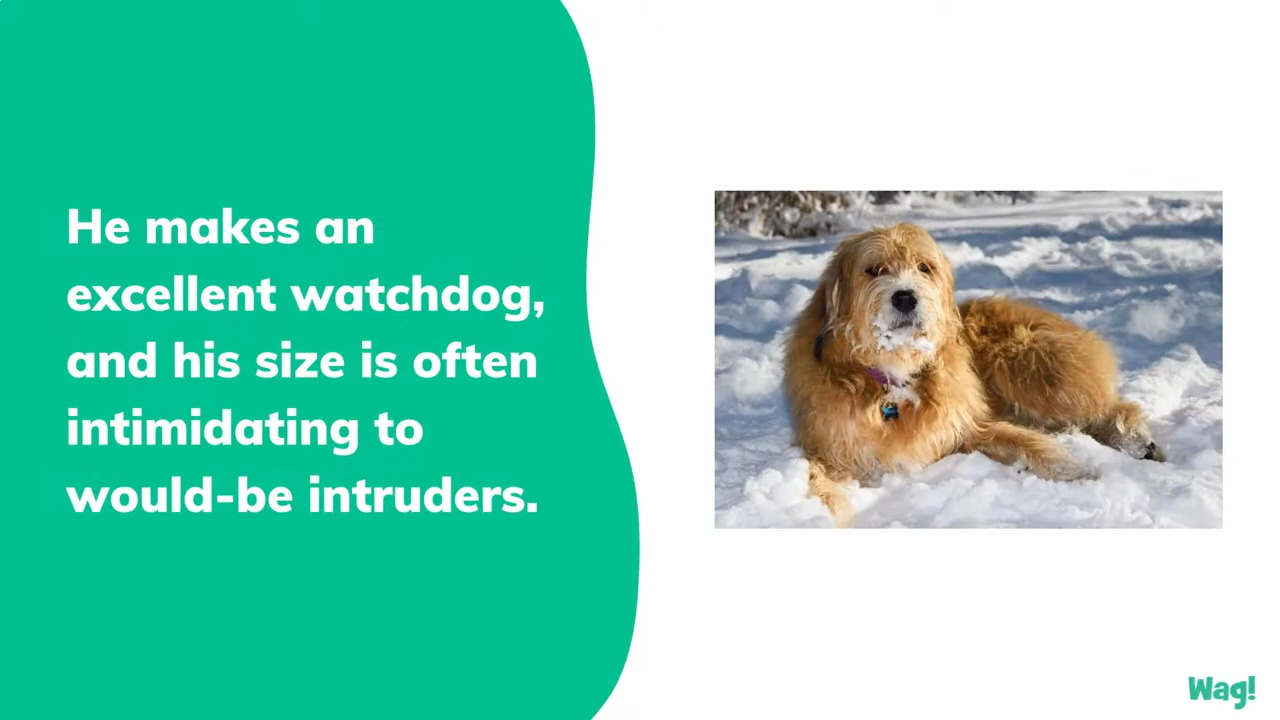 He makes an
excellent watchdog,
and his size is often
intimidating to
would-be intruders.
Wag!